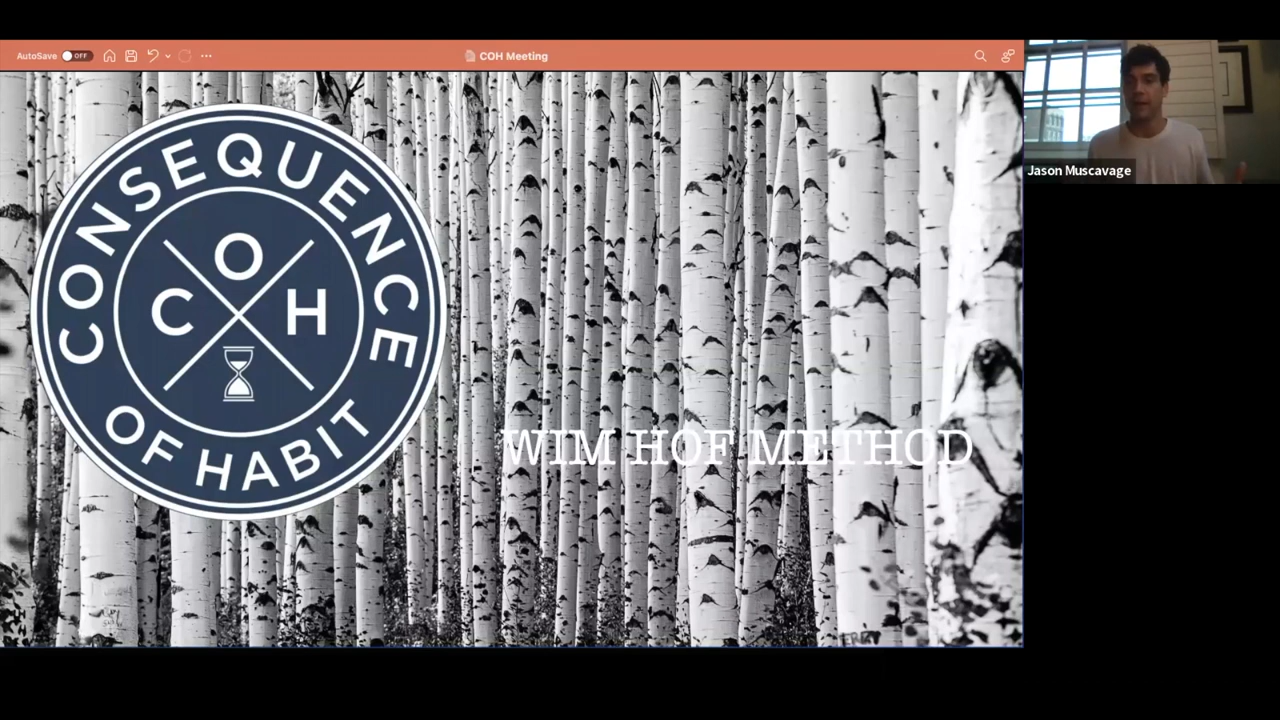 AutoSave OFF
COH Meeting
CONSEQUENCE
OF HABIT
O
C H
WIM HOF METHOD
Jason Muscavage